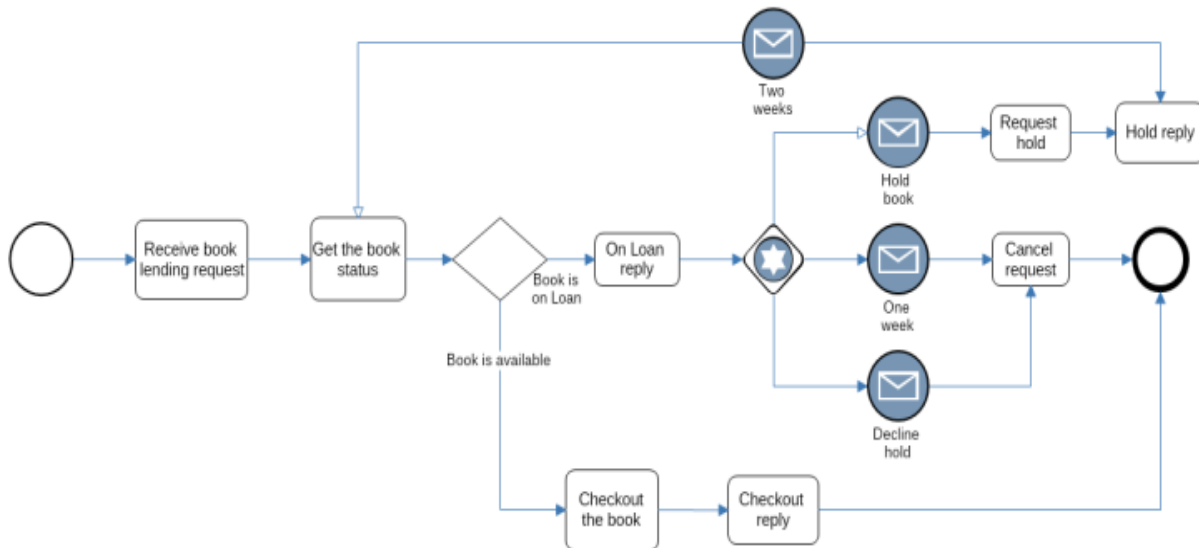 Two
weeks
Request
hold
Hold reply
Hold
book
Receive book
lending request
Get the book
status
Book is
on Loan
On Loan
reply
One
week
Cancel
request
Book is available
Decline
hold
Checkout
the book
Checkout
reply